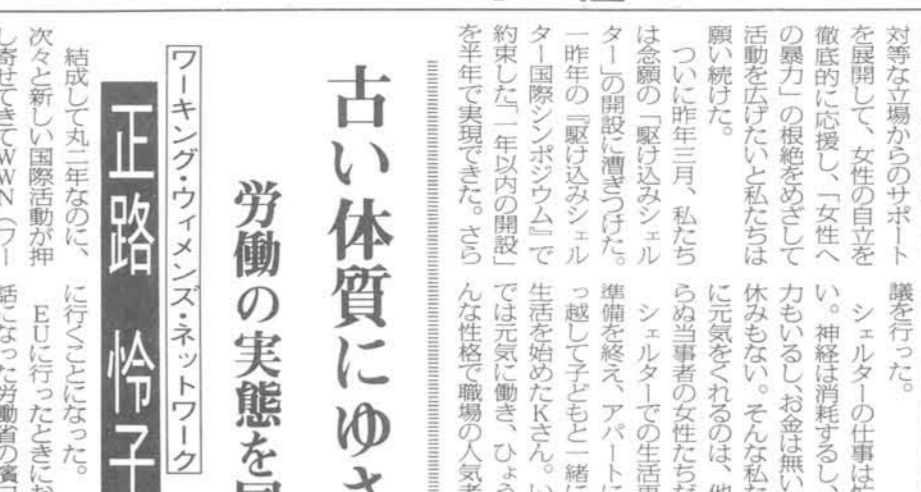 対等な立場からのサポート
を展開して、女性の自立を
徹底的に応援し、「女性へ
の暴力」の根絶をめざして
活動を広げたいと私たちは
願い続けた。
ついに昨年三月、私たち
は念願の「駆け込みシェル
ター」の開設に漕ぎつけた。
一昨年の『駆け込みシェル
ター国際シンポジウム』で
約束した『一年以内の開設』
を半年で実現できた。さら
議を行った。
シェルターの仕事は
い。神経は消耗するし、
力もいるし、お金は無い
休みもない。そんな私た
に元気をくれるのは、他
らぬ当事者の女性たちだ
シェルターでの生活再
準備を終え、アパートに
っ越して子どもと一緒に
生活を始めたKさん。い
では元気に働き、ひょう
んな性格で職場の人気者
古い体質にゆさ
労働の実態を
ワーキング・ウィメンズ・ネットワーク
正路 怜子
結成して丸二年なのに、
次々と新しい国際活動が押
し寄せてきてWWN（ワー
に行くことになった。
EUに行ったときにお
話になった労働省の濱口